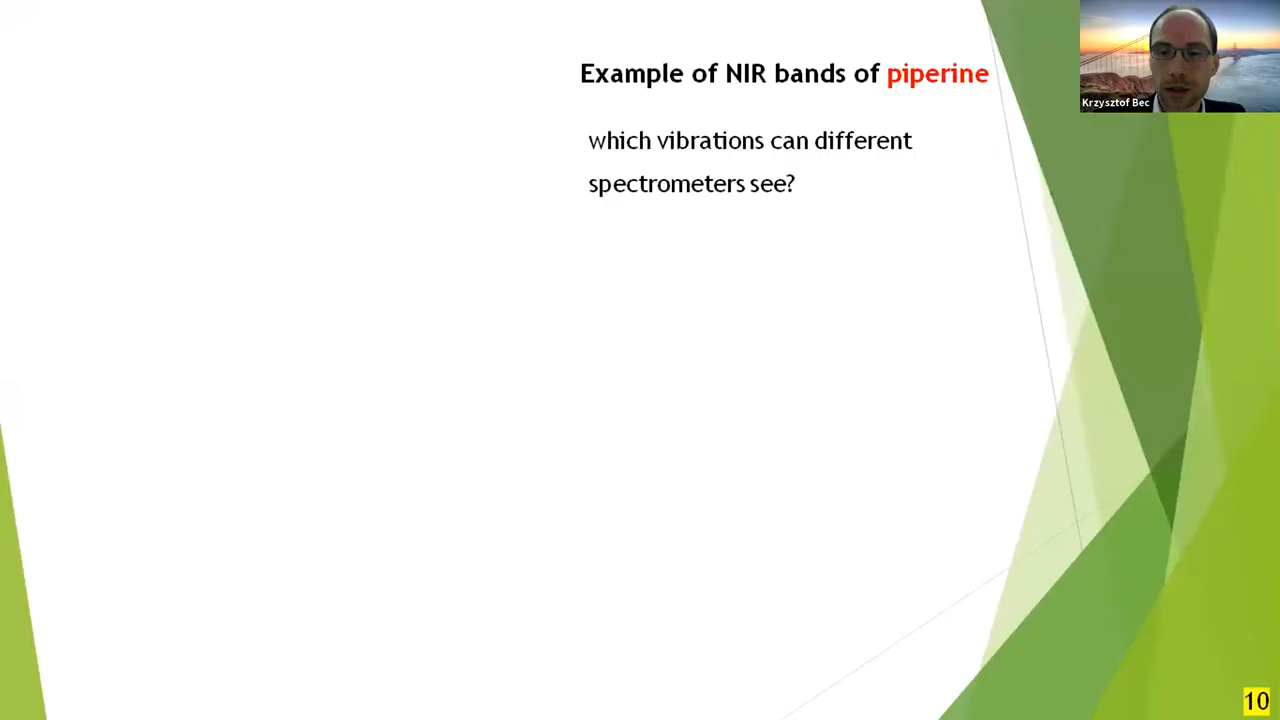 Example of NIR bands of piperine
which vibrations can different
spectrometers see?
Krzysztof Bec
10